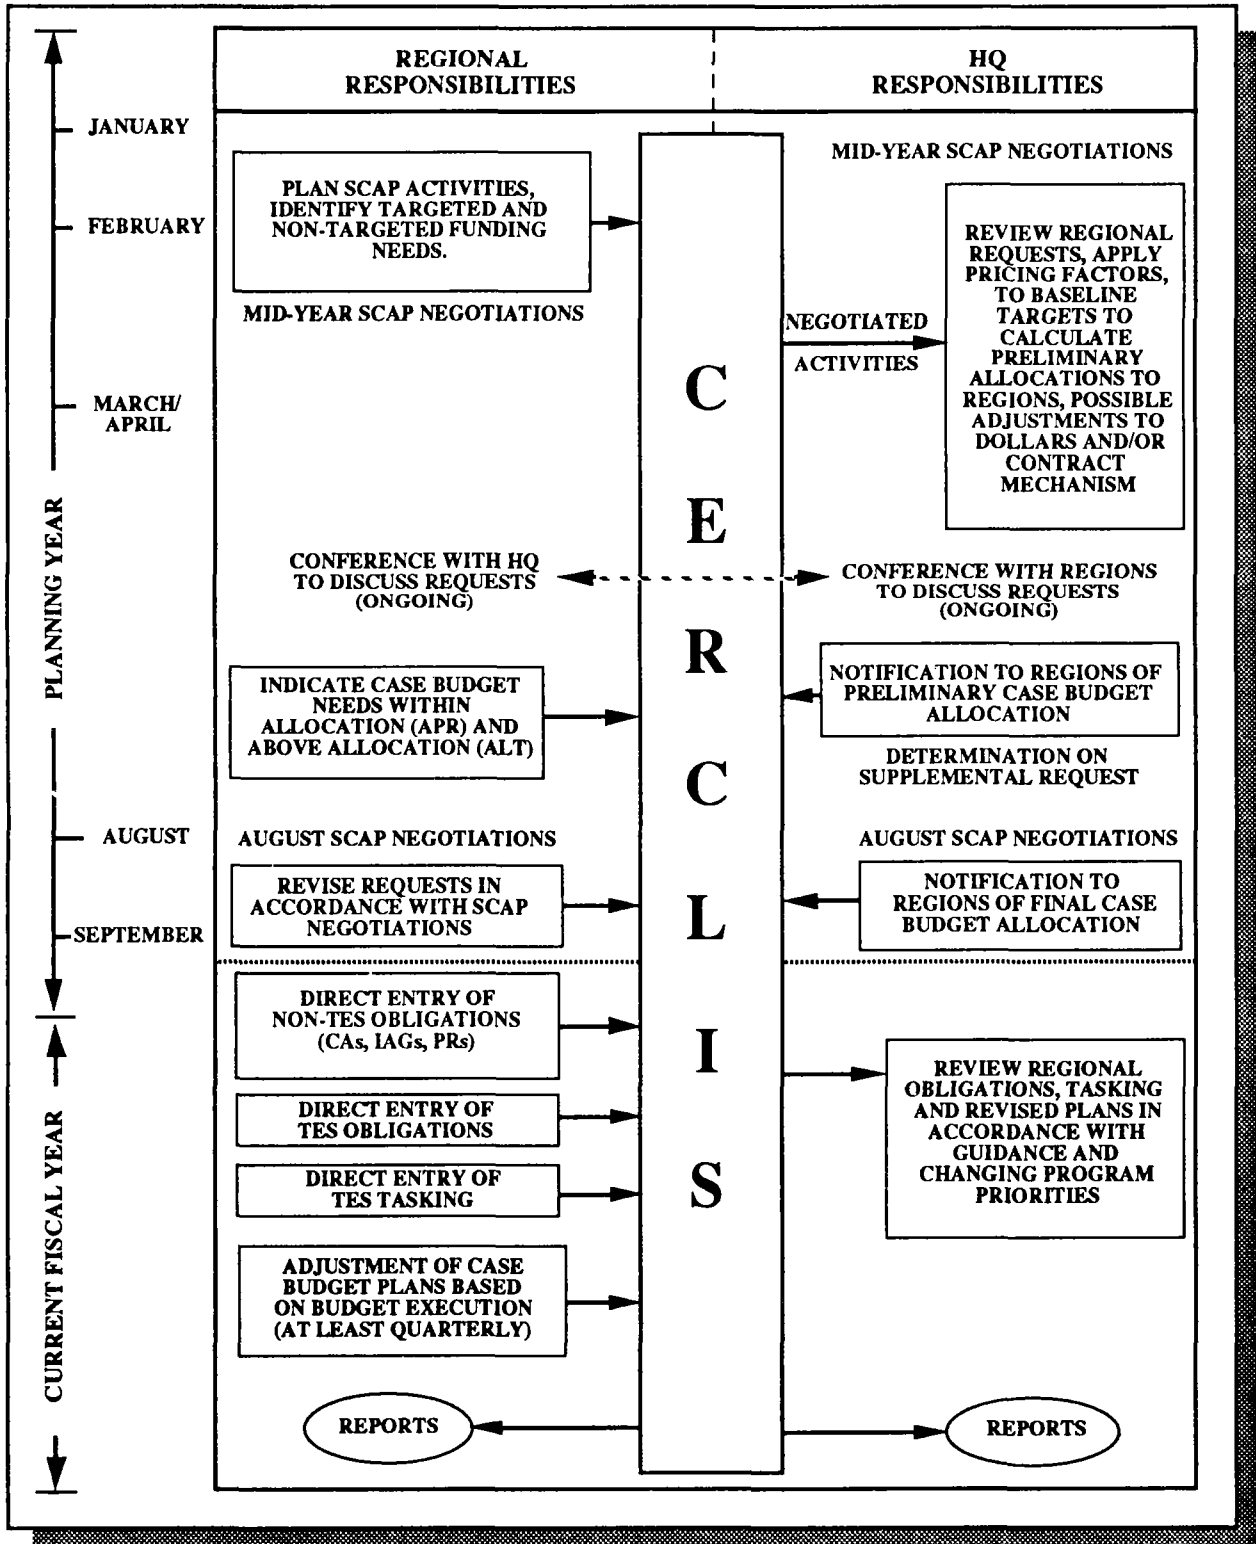 REGIONAL
RESPONSIBILITIES
HQ
RESPONSIBILITIES
JANUARY
FEBRUARY
MARCH/
APRIL
PLANNING YEAR
AUGUST
SEPTEMBER
CURRENT FISCAL YEAR
PLAN SCAP ACTIVITIES,
IDENTIFY TARGETED AND
NON-TARGETED FUNDING
NEEDS.
MID-YEAR SCAP NEGOTIATIONS
CONFERENCE WITH HQ
TO DISCUSS REQUESTS
(ONGOING)
INDICATE CASE BUDGET
NEEDS WITHIN
ALLOCATION (APR) AND
ABOVE ALLOCATION (ALT)
AUGUST SCAP NEGOTIATIONS
REVISE REQUESTS IN
ACCORDANCE WITH SCAP
NEGOTIATIONS
DIRECT ENTRY OF
NON-TES OBLIGATIONS
(CAs, IAGs, PRs)
DIRECT ENTRY OF
TES OBLIGATIONS
DIRECT ENTRY OF
TES TASKING
ADJUSTMENT OF CASE
BUDGET PLANS BASED
ON BUDGET EXECUTION
(AT LEAST QUARTERLY)
REPORTS
C
E
R
C
L
I
S
MID-YEAR SCAP NEGOTIATIONS
NEGOTIATED
ACTIVITIES
REVIEW REGIONAL
REQUESTS, APPLY
PRICING FACTORS,
TO BASELINE
TARGETS TO
CALCULATE
PRELIMINARY
ALLOCATIONS TO
REGIONS, POSSIBLE
ADJUSTMENTS TO
DOLLARS AND/OR
CONTRACT
MECHANISM
CONFERENCE WITH REGIONS
TO DISCUSS REQUESTS
(ONGOING)
NOTIFICATION TO REGIONS OF
PRELIMINARY CASE BUDGET
ALLOCATION
DETERMINATION ON
SUPPLEMENTAL REQUEST
AUGUST SCAP NEGOTIATIONS
NOTIFICATION TO
REGIONS OF FINAL CASE
BUDGET ALLOCATION
REVIEW REGIONAL
OBLIGATIONS, TASKING
AND REVISED PLANS IN
ACCORDANCE WITH
GUIDANCE AND
CHANGING PROGRAM
PRIORITIES
REPORTS